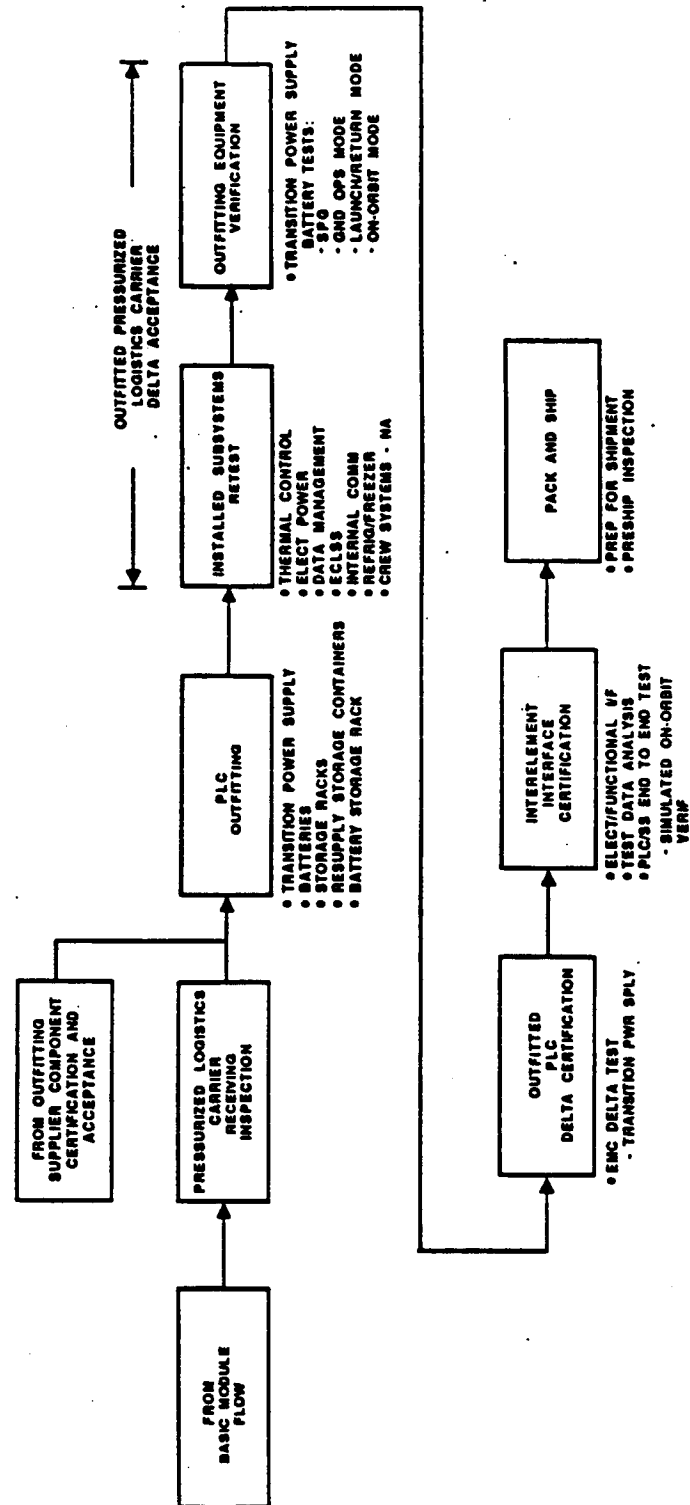 OUTFITTED PRESSURIZED
LOGISTICS CARRIER
DELTA ACCEPTANCE
FROM OUTFITTING
SUPPLIER COMPONENT
CERTIFICATION AND
ACCEPTANCE
FROM
BASIC MODULE
FLOW
PRESSURIZED LOGISTICS
CARRIER
RECEIVING
INSPECTION
PLC
OUTFITTING
• TRANSITION POWER SUPPLY
• BATTERIES
• STORAGE RACKS
• RESUPPLY STORAGE CONTAINERS
• BATTERY STORAGE RACK
INSTALLED SUBSYSTEMS
RETEST
• THERMAL CONTROL
• ELECT POWER
• DATA MANAGEMENT
• ECLSS
• INTERNAL COMM
• REFRIG/FREEZER
• CREW SYSTEMS - NA
OUTFITTING EQUIPMENT
VERIFICATION
• TRANSITION POWER SUPPLY
BATTERY TESTS:
- SPG
- GND OPS MODE
- LAUNCH/RETURN MODE
- ON-ORBIT MODE
OUTFITTED
PLC
DELTA CERTIFICATION
• EMC DELTA TEST
- TRANSITION PWR SPLY
INTERELEMENT
INTERFACE
CERTIFICATION
• ELECT/FUNCTIONAL I/F
• TEST DATA ANALYSIS
• PLC/SS END TO END TEST
- SIMULATED ON-ORBIT
VERIF
PACK AND SHIP
• PREP FOR SHIPMENT
• PRESHIP INSPECTION